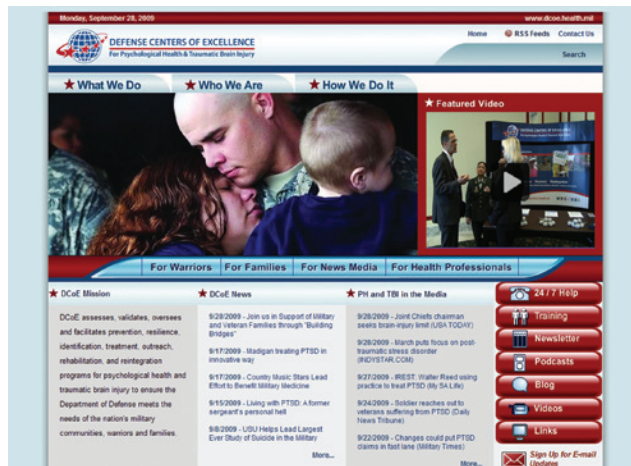 Monday, September 28, 2009
www.dcoe.health.mil
DEFENSE CENTERS OF EXCELLENCE
For Psychological Health & Traumatic Brain Injury
Home
RSS Feeds
Contact Us
Search
What We Do
Who We Are
How We Do It
Featured Video
DEFENSE CENTERS OF EXCELLENCE
For Warriors
For Families
For News Media
For Health Professionals
DCoE Mission
DCoE assesses, validates, oversees
and facilitates prevention, resilience,
identification, treatment, outreach,
rehabilitation, and reintegration
programs for psychological health and
traumatic brain injury to ensure the
Department of Defense meets the
needs of the nation's military
communities, warriors and families.
DCoE News
9/28/2009 - Join us in Support of Military
and Veteran Families through "Building
Bridges"
9/17/2009 - Madigan treating PTSD in
innovative way
9/17/2009 - Country Music Stars Lead
Effort to Benefit Military Medicine
9/15/2009 - Living with PTSD: A former
sergeant's personal hell
9/8/2009 - USU Helps Lead Largest
Ever Study of Suicide in the Military
More...
PH and TBI in the Media
9/28/2009 - Joint Chiefs chairman
seeks brain-injury limit (USA TODAY)
9/28/2009 - March puts focus on post-
traumatic stress disorder
(INDYSTAR.COM)
9/27/2009 - IREST: Walter Reed using
practice to treat PTSD (My SA Life)
9/24/2009 - Soldier reaches out to
veterans suffering from PTSD (Daily
News Tribune)
9/22/2009 - Changes could put PTSD
claims in fast lane (Military Times)
More...
24 / 7 Help
Training
Newsletter
Podcasts
Blog
Videos
Links
Sign Up for E-mail
Updates